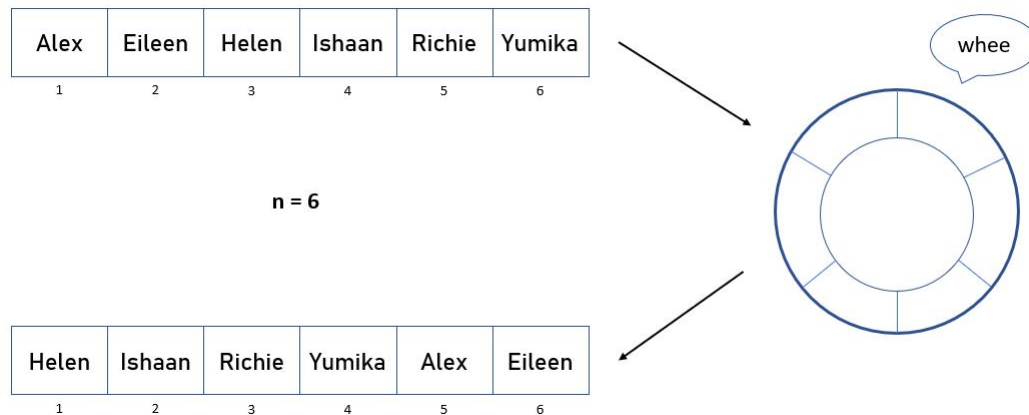 Alex Eileen Helen Ishaan Richie Yumika
1 2 3 4 5 6
whee
n = 6
Helen Ishaan Richie Yumika Alex Eileen
1 2 3 4 5 6